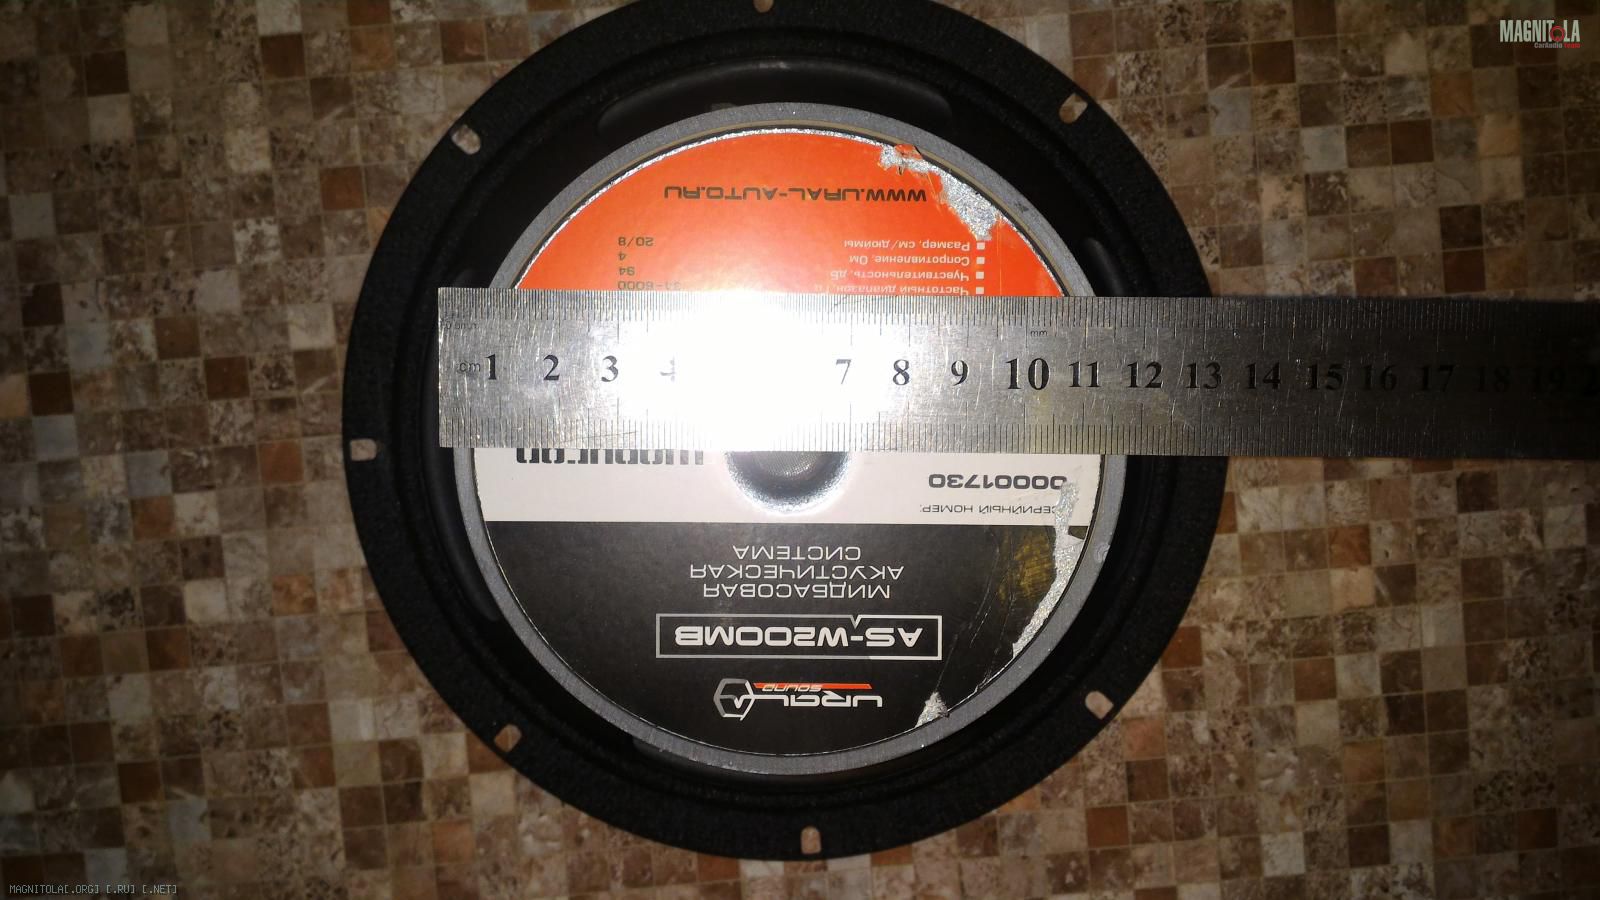 MAGNITOLA
CarAudio
URAL
SOUND
AS-W200MB
МИДБАСОВАЯ
АКУСТИЧЕСКАЯ
СИСТЕМА
СЕРИЙНЫЙ НОМЕР:
00001730
cm 1 2 3 4 7 8 9 10 11 12 13 14 15 16 17 18 19
mm
Частотный диапазон,
Чувствительность, дБ 94
Сопротивление, Ом 4
Размер, см/дюймы 20/8
WWW.URAL-AUTO.RU
MAGNITOLA[.ORG] [.RU] [.NET]